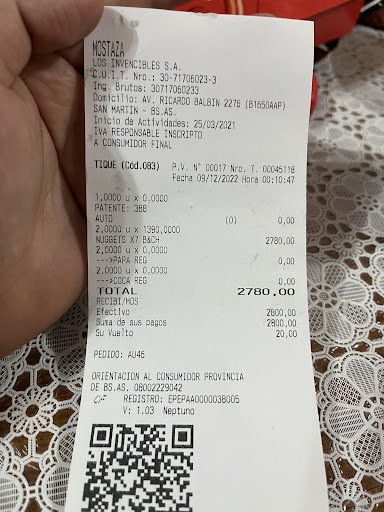 MOSTAZA
LOS INVENCIBLES S.A.
C.U.I.T. Nro.: 30-71706023-3
Ing. Brutos: 30717060233
Domicilio: AV. RICARDO BALBIN 2276 (B1650AAP)
SAN MARTIN - BS.AS.
Inicio de Actividades: 25/03/2021
IVA RESPONSABLE INSCRIPTO
A CONSUMIDOR FINAL
TIQUE (Cód.083) P.V. N° 00017 Nro. T. 00045118
Fecha 09/12/2022 Hora 00:10:47
1,0000 u x 0,0000
PATENTE: 388
AUTO (0) 0,00
2,0000 u x 1390,0000
NUGGETS X7 B&CH 2780,00
2,0000 u x 0,0000
--->PAPA REG 0,00
2,0000 u x 0,0000
--->COCA REG 0,00
TOTAL 2780,00
RECIBI/MOS
Efectivo 2800,00
Suma de sus pagos 2800,00
Su Vuelto 20,00
PEDIDO: AU46
ORIENTACION AL CONSUMIDOR PROVINCIA
DE BS.AS. 08002229042
CF REGISTRO: EPEPAA0000038005
V: 1.03 Neptuno